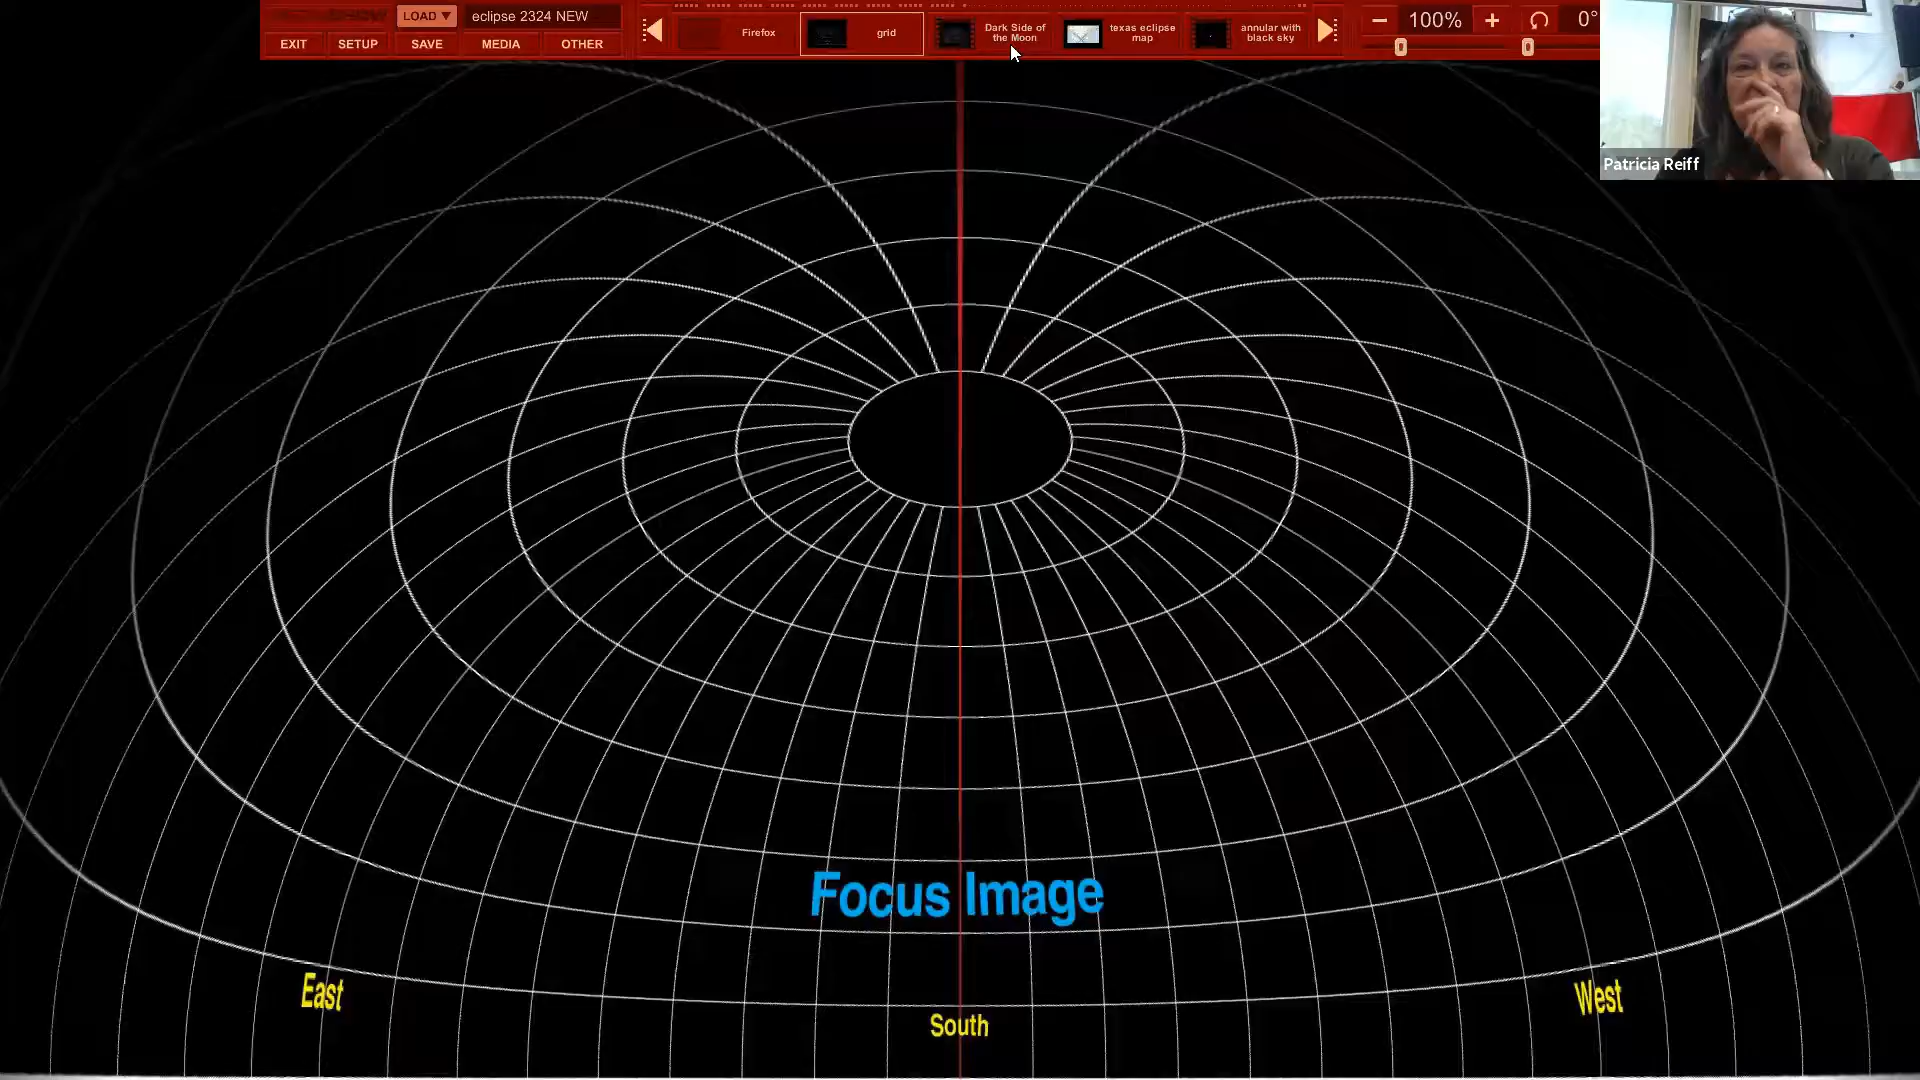 LOAD ▼
eclipse 2324 NEW
EXIT
SETUP
SAVE
MEDIA
OTHER
Firefox
grid
Dark Side of
the Moon
texas eclipse
map
annular with
black sky
100%
0°
Patricia Reiff
Focus Image
East
West
South